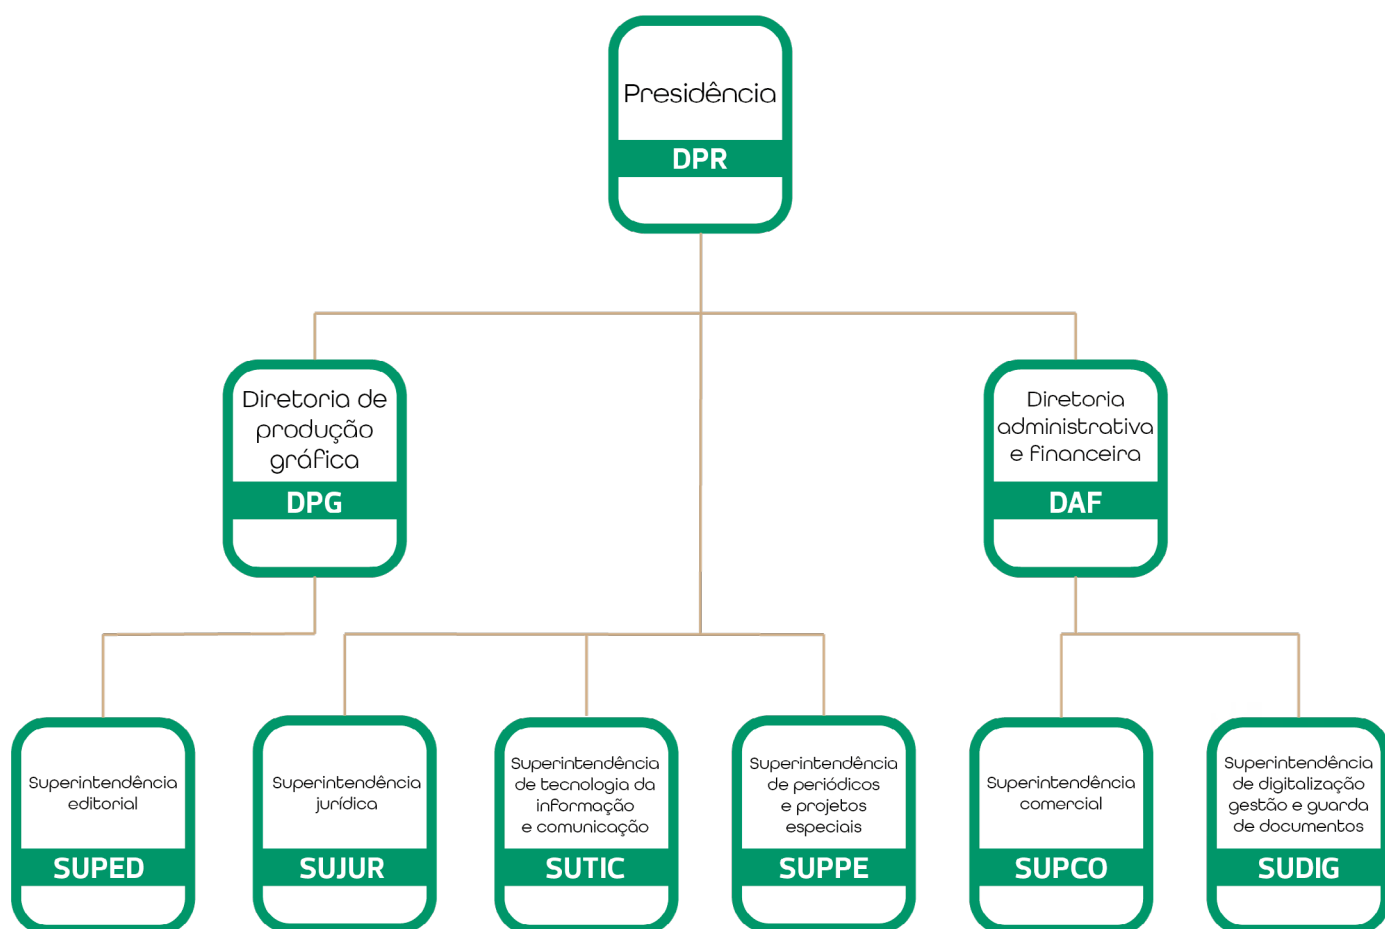 Presidência
DPR
Diretoria de
produção
gráfica
DPG
Diretoria
administrativa
e financeira
DAF
Superintendência
editorial
SUPED
Superintendência
jurídica
SUJUR
Superintendência
de tecnologia da
informação
e comunicação
SUTIC
Superintendência
de periódicos
e projetos
especiais
SUPPE
Superintendência
comercial
SUPCO
Superintendência
de digitalização
gestão e guarda
de documentos
SUDIG